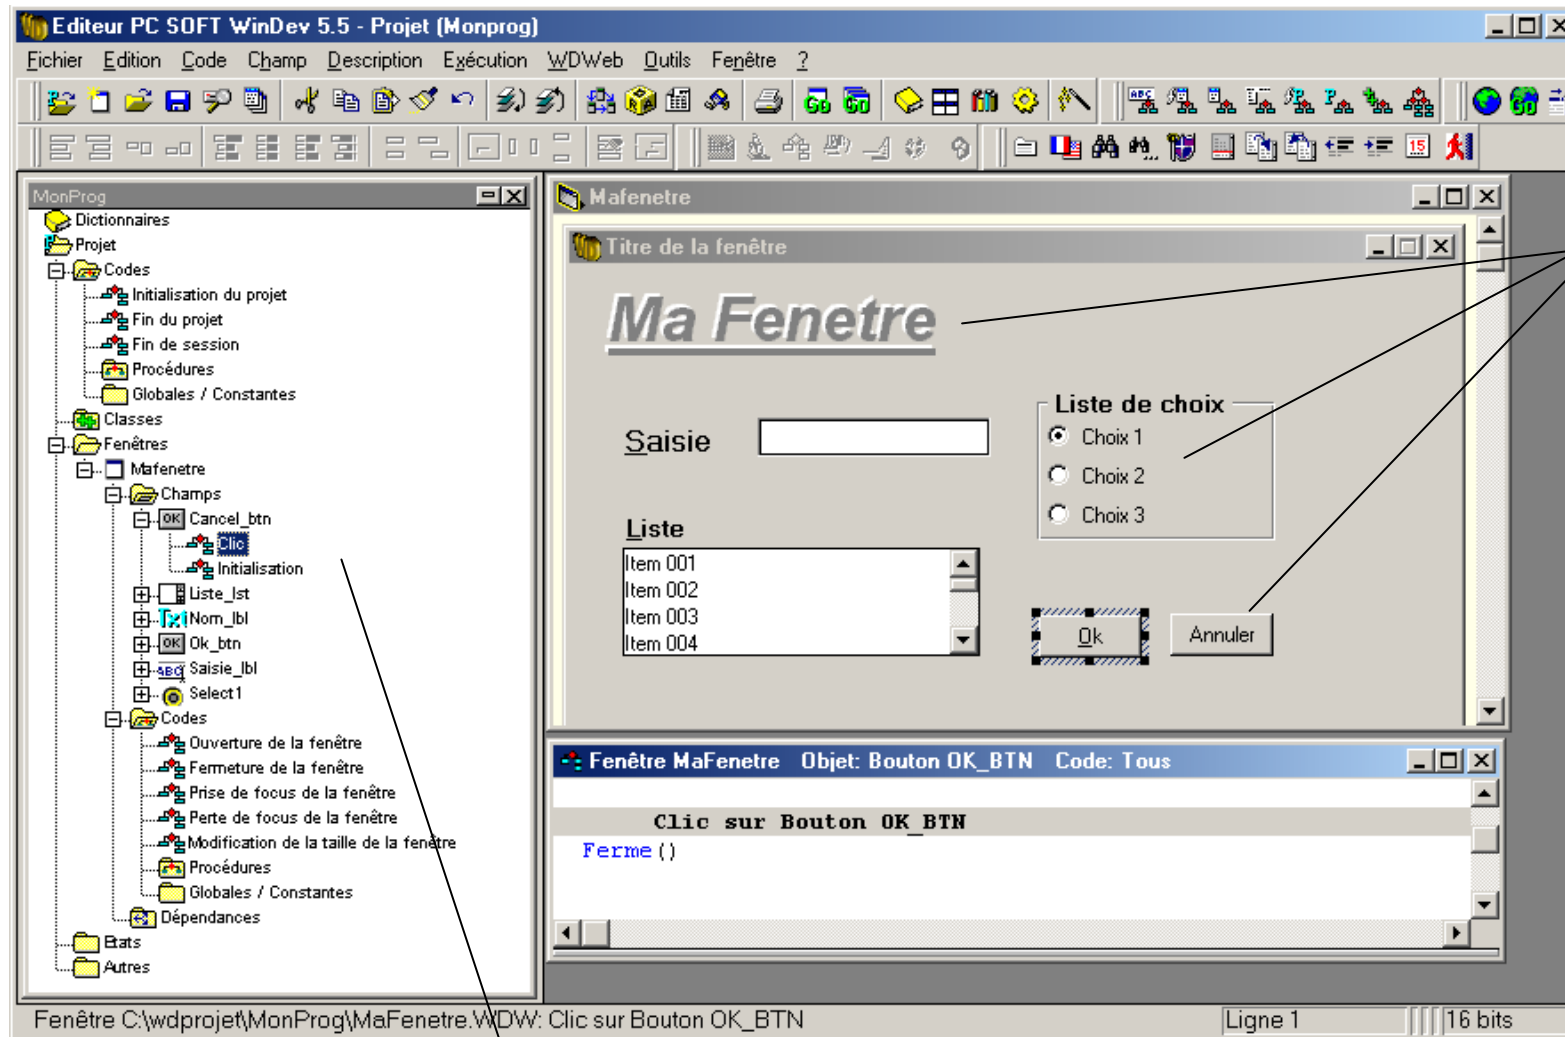 Editeur PC SOFT WinDev 5.5 - Projet (Monprog)
Fichier Edition Code Champ Description Exécution WDWeb Outils Fenêtre ?
MonProg
Dictionnaires
Projet
Codes
Initialisation du projet
Fin du projet
Fin de session
Procédures
Globales / Constantes
Classes
Fenêtres
Mafenetre
Champs
Cancel_btn
Clic
Initialisation
Liste_lst
Nom_lbl
Ok_btn
Saisie_lbl
Select1
Codes
Ouverture de la fenêtre
Fermeture de la fenêtre
Prise de focus de la fenêtre
Perte de focus de la fenêtre
Modification de la taille de la fenêtre
Procédures
Globales / Constantes
Dépendances
Etats
Autres
Mafenetre
Titre de la fenêtre
Ma Fenetre
Saisie
Liste de choix
Choix 1
Choix 2
Choix 3
Liste
Item 001
Item 002
Item 003
Item 004
Ok
Annuler
Fenêtre MaFenetre Objet: Bouton OK_BTN Code: Tous
Clic sur Bouton OK_BTN
Ferme()
Fenêtre C:\wdprojet\MonProg\MaFenetre.WDW: Clic sur Bouton OK_BTN
Ligne 1
16 bits